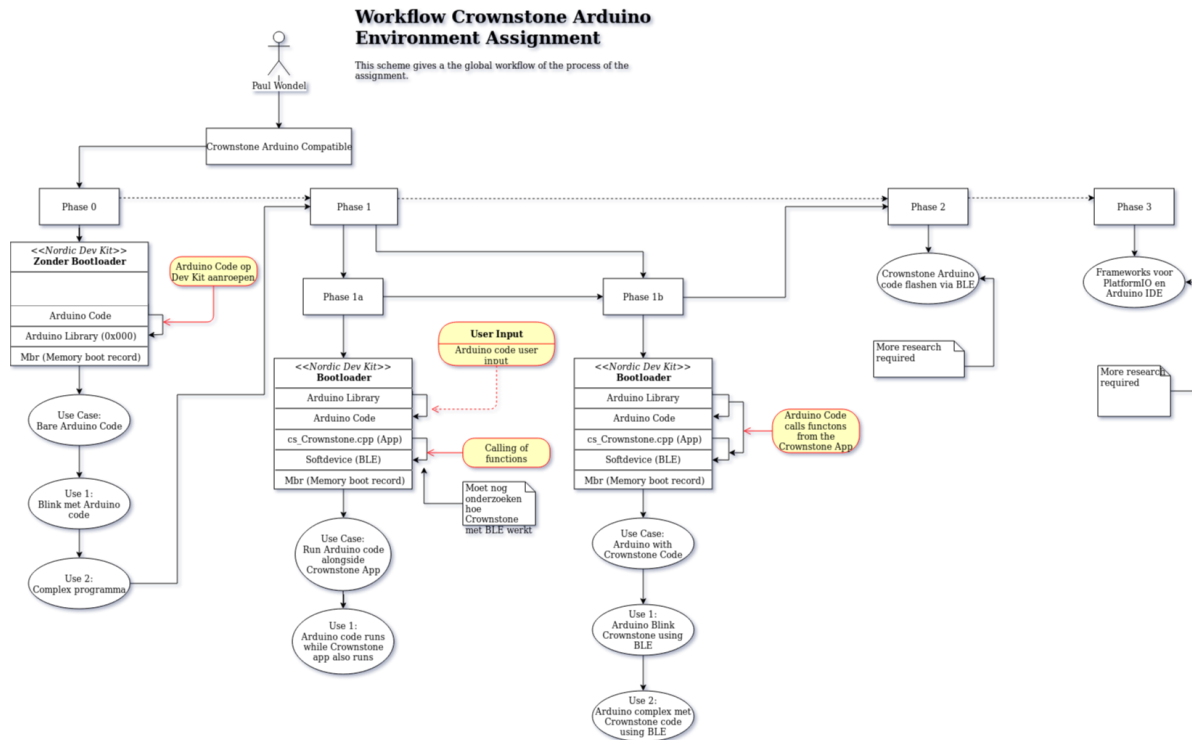 Workflow Crownstone Arduino
Environment Assignment
This scheme gives a the global workflow of the process of the
assignment.
Paul Wondel
Crownstone Arduino Compatible
Phase 0
Phase 1
Phase 2
Phase 3
<<Nordic Dev Kit>>
Zonder Bootloader
Arduino Code
Arduino Library (0x000)
Mbr (Memory boot record)
Arduino Code op
Dev Kit aanroepen
Use Case:
Bare Arduino Code
Use 1:
Blink met Arduino
code
Use 2:
Complex programma
Phase 1a
Phase 1b
<<Nordic Dev Kit>>
Bootloader
Arduino Library
Arduino Code
cs_Crownstone.cpp (App)
Softdevice (BLE)
Mbr (Memory boot record)
User Input
Arduino code user
input
Calling of
functions
Moet nog
onderzoeken
hoe
Crownstone
met BLE werkt
Use Case:
Run Arduino code
alongside
Crownstone App
Use 1:
Arduino code runs
while Crownstone
app also runs
<<Nordic Dev Kit>>
Bootloader
Arduino Library
Arduino Code
cs_Crownstone.cpp (App)
Softdevice (BLE)
Mbr (Memory boot record)
Arduino Code
calls functons
from the
Crownstone App
Use Case:
Arduino with
Crownstone Code
Use 1:
Arduino Blink
Crownstone using
BLE
Use 2:
Arduino complex met
Crownstone code
using BLE
Crownstone Arduino
code flashen via BLE
More research
required
Frameworks voor
PlatformIO en
Arduino IDE
More research
required